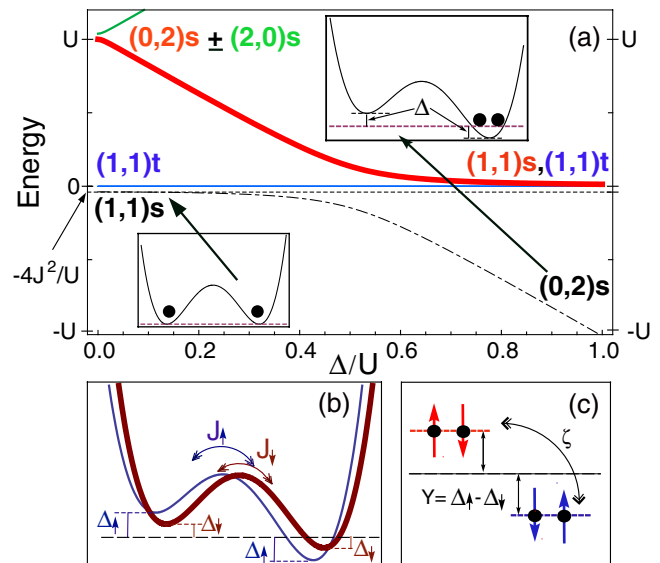 U
(0,2)s ± (2,0)s
(a)
U
Δ
(1,1)t
(1,1)s,(1,1)t
Energy
0
0
(1,1)s
-4J²/U
(0,2)s
-U
-U
0.0 0.2 0.4 0.6 0.8 1.0
Δ/U
(b)
J↑
J↓
Δ↑
Δ↓
Δ↑
Δ↓
(c)
ζ
Y= Δ↑-Δ↓